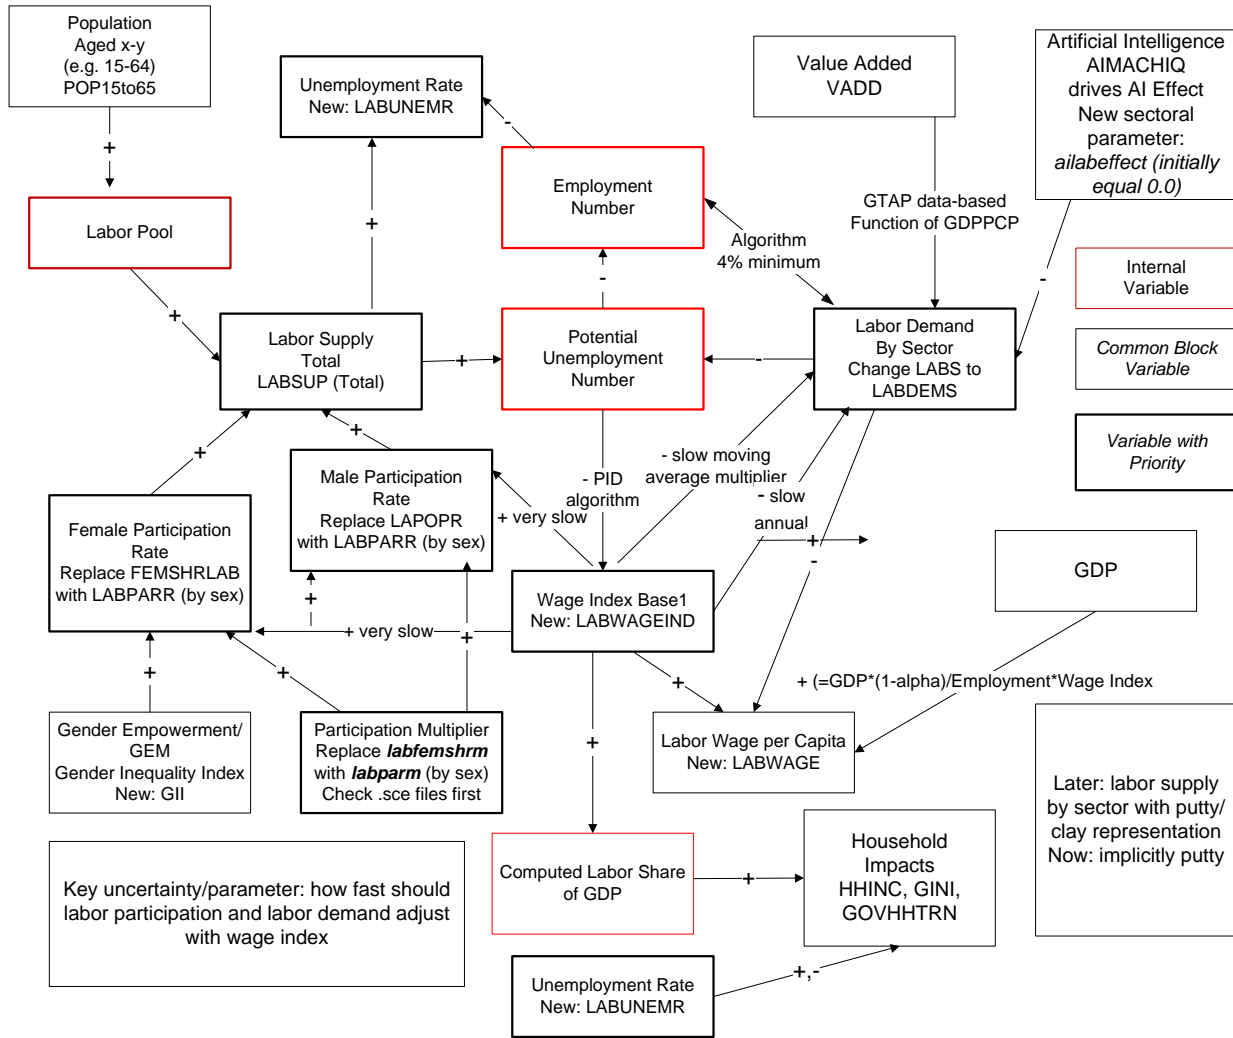 Population
Aged x-y
(e.g. 15-64)
POP15to65
+
Labor Pool
+
Unemployment Rate
New: LABUNEMR
-
+
Employment
Number
Value Added
VADD
GTAP data-based
Function of GDPPCP
Artificial Intelligence
AIMACHIQ
drives AI Effect
New sectoral
parameter:
ailabeffect (initially
equal 0.0)
-
Algorithm
4% minimum
Internal
Variable
Common Block
Variable
Variable with
Priority
Labor Supply
Total
LABSUP (Total)
+
-
Potential
Unemployment
Number
-
Labor Demand
By Sector
Change LABS to
LABDEMS
+
+
Male Participation
Rate
Replace LAPOPR
with LABPARR (by sex)
+ very slow
- PID
algorithm
- slow moving
average multiplier
- slow
annual
+
-
Female Participation
Rate
Replace FEMSHRLAB
with LABPARR (by sex)
+
+
+ very slow
Wage Index Base1
New: LABWAGEIND
GDP
+
+
+
+
+ (=GDP*(1-alpha)/Employment*Wage Index
Gender Empowerment/
GEM
Gender Inequality Index
New: GII
Participation Multiplier
Replace labfemshrm
with labparm (by sex)
Check .sce files first
Labor Wage per Capita
New: LABWAGE
Later: labor supply
by sector with putty/
clay representation
Now: implicitly putty
Key uncertainty/parameter: how fast should
labor participation and labor demand adjust
with wage index
Computed Labor Share
of GDP
+
Household
Impacts
HHINC, GINI,
GOVHHTRN
Unemployment Rate
New: LABUNEMR
+,-